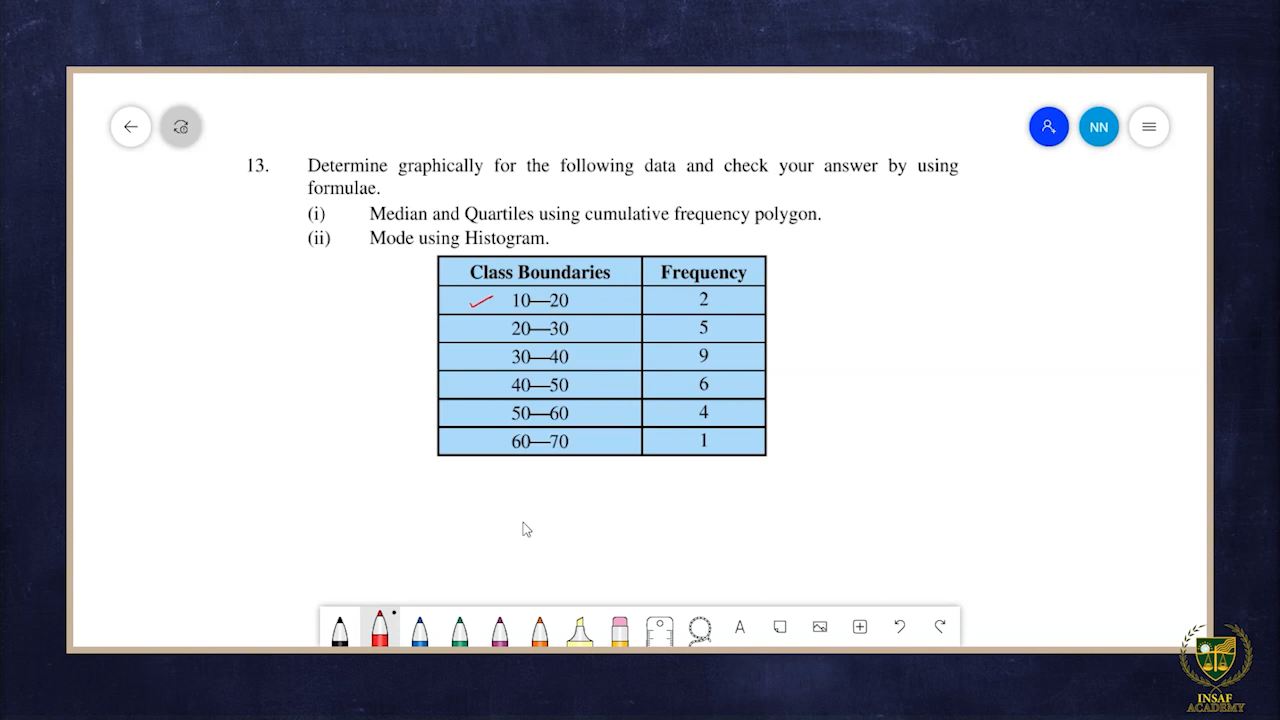 NN
13. Determine graphically for the following data and check your answer by using
formulae.
(i) Median and Quartiles using cumulative frequency polygon.
(ii) Mode using Histogram.
Class Boundaries Frequency
10—20 2
20—30 5
30—40 9
40—50 6
50—60 4
60—70 1
A
INSAF
ACADEMY